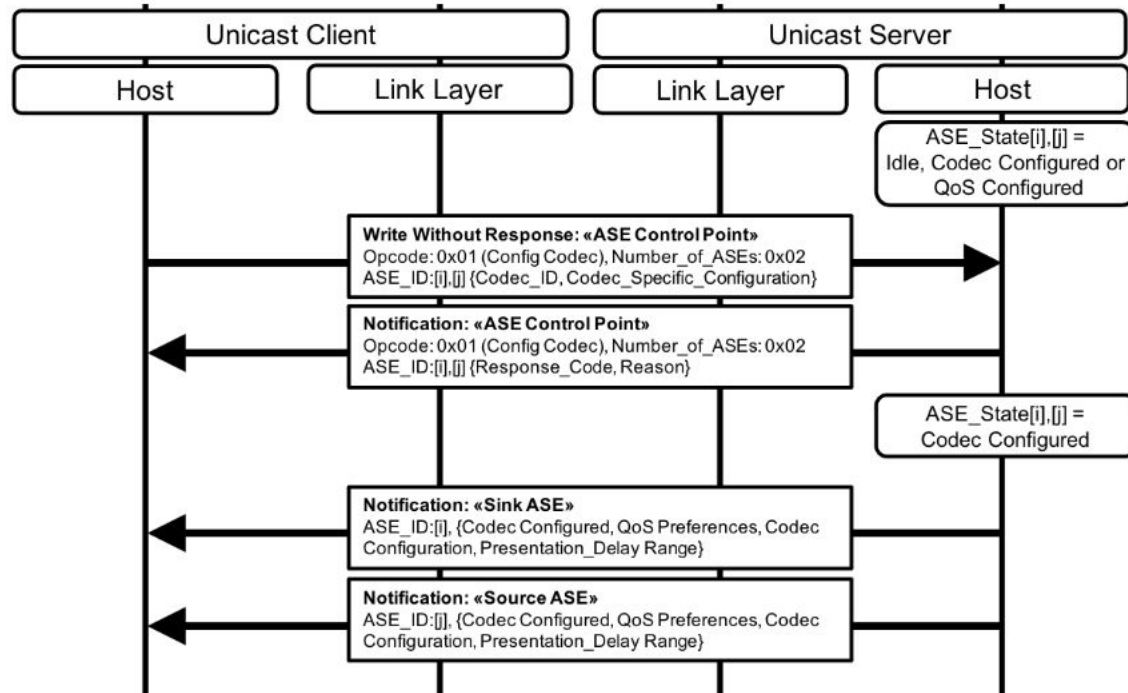 Unicast Client
Unicast Server
Host
Link Layer
Link Layer
Host
ASE_State[i],[j] =
Idle, Codec Configured or
QoS Configured
Write Without Response: «ASE Control Point»
Opcode: 0x01 (Config Codec), Number_of_ASEs: 0x02
ASE_ID:[i],[j] {Codec_ID, Codec_Specific_Configuration}
Notification: «ASE Control Point»
Opcode: 0x01 (Config Codec), Number_of_ASEs: 0x02
ASE_ID:[i],[j] {Response_Code, Reason}
ASE_State[i],[j] =
Codec Configured
Notification: «Sink ASE»
ASE_ID:[i], {Codec Configured, QoS Preferences, Codec
Configuration, Presentation_Delay Range}
Notification: «Source ASE»
ASE_ID:[j], {Codec Configured, QoS Preferences, Codec
Configuration, Presentation_Delay Range}